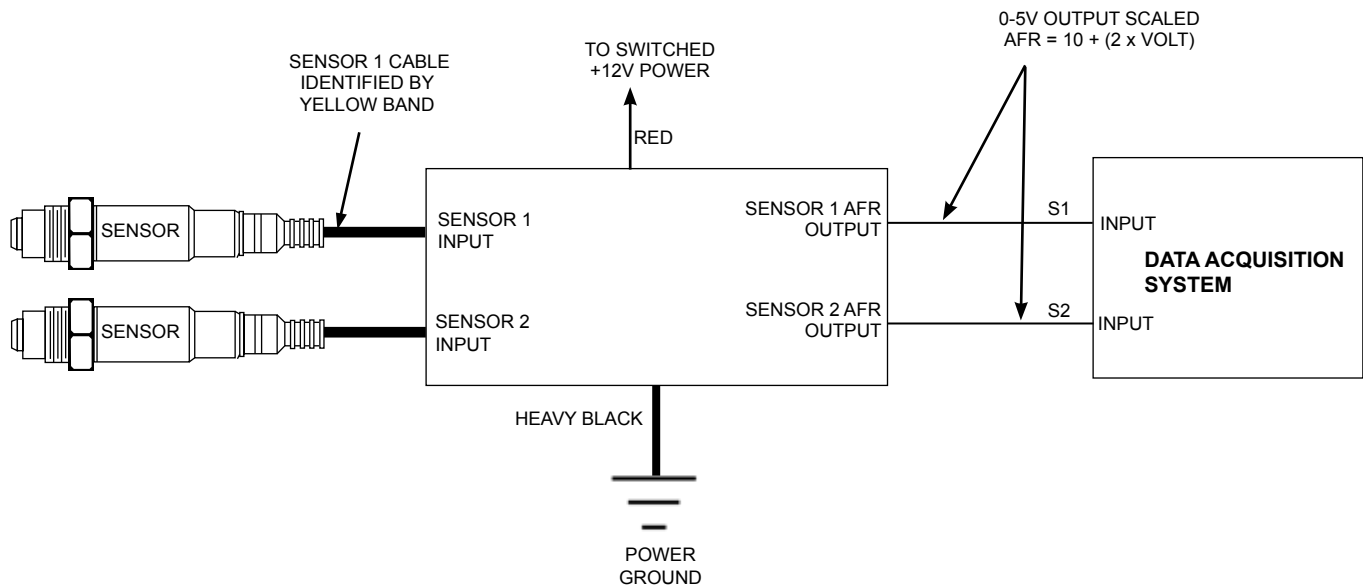 0-5V OUTPUT SCALED
AFR = 10 + (2 x VOLT)
TO SWITCHED
+12V POWER
SENSOR 1 CABLE
IDENTIFIED BY
YELLOW BAND
RED
SENSOR
SENSOR 1
INPUT
SENSOR 1 AFR
OUTPUT
S1
INPUT
DATA ACQUISITION
SYSTEM
SENSOR
SENSOR 2
INPUT
SENSOR 2 AFR
OUTPUT
S2
INPUT
HEAVY BLACK
POWER
GROUND